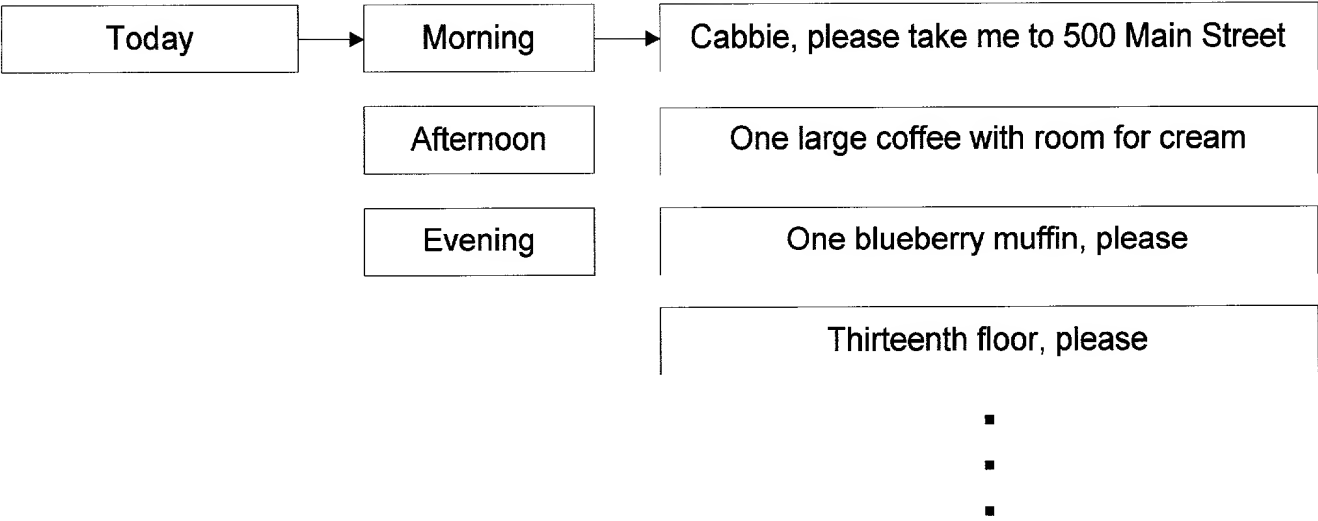 Today
Morning
Cabbie, please take me to 500 Main Street
Afternoon
One large coffee with room for cream
Evening
One blueberry muffin, please
Thirteenth floor, please